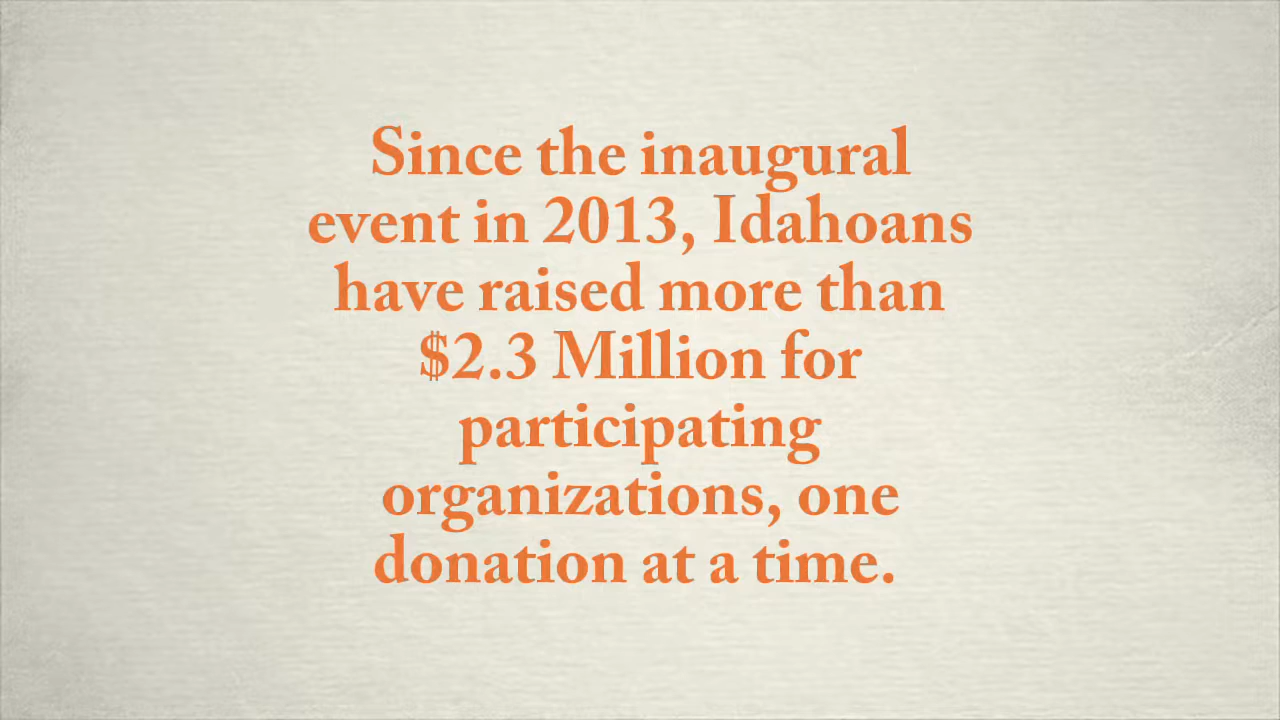 Since the inaugural
event in 2013, Idahoans
have raised more than
$2.3 Million for
participating
organizations, one
donation at a time.